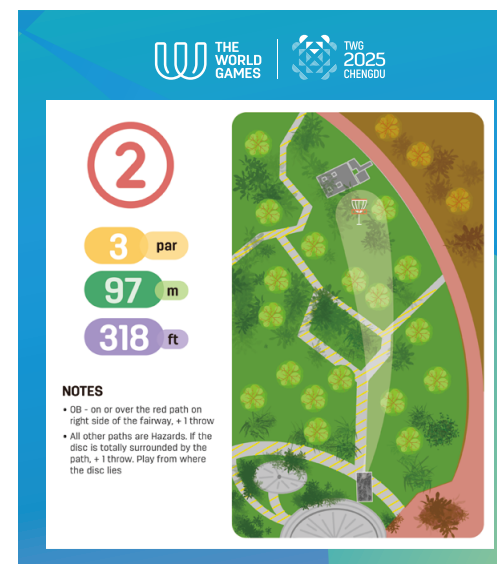 THE
WORLD
GAMES
TWG
2025
CHENGDU
2
3 par
97 m
318 ft
NOTES
• OB - on or over the red path on
right side of the fairway, + 1 throw
• All other paths are Hazards. If the
disc is totally surrounded by the
path, + 1 throw. Play from where
the disc lies